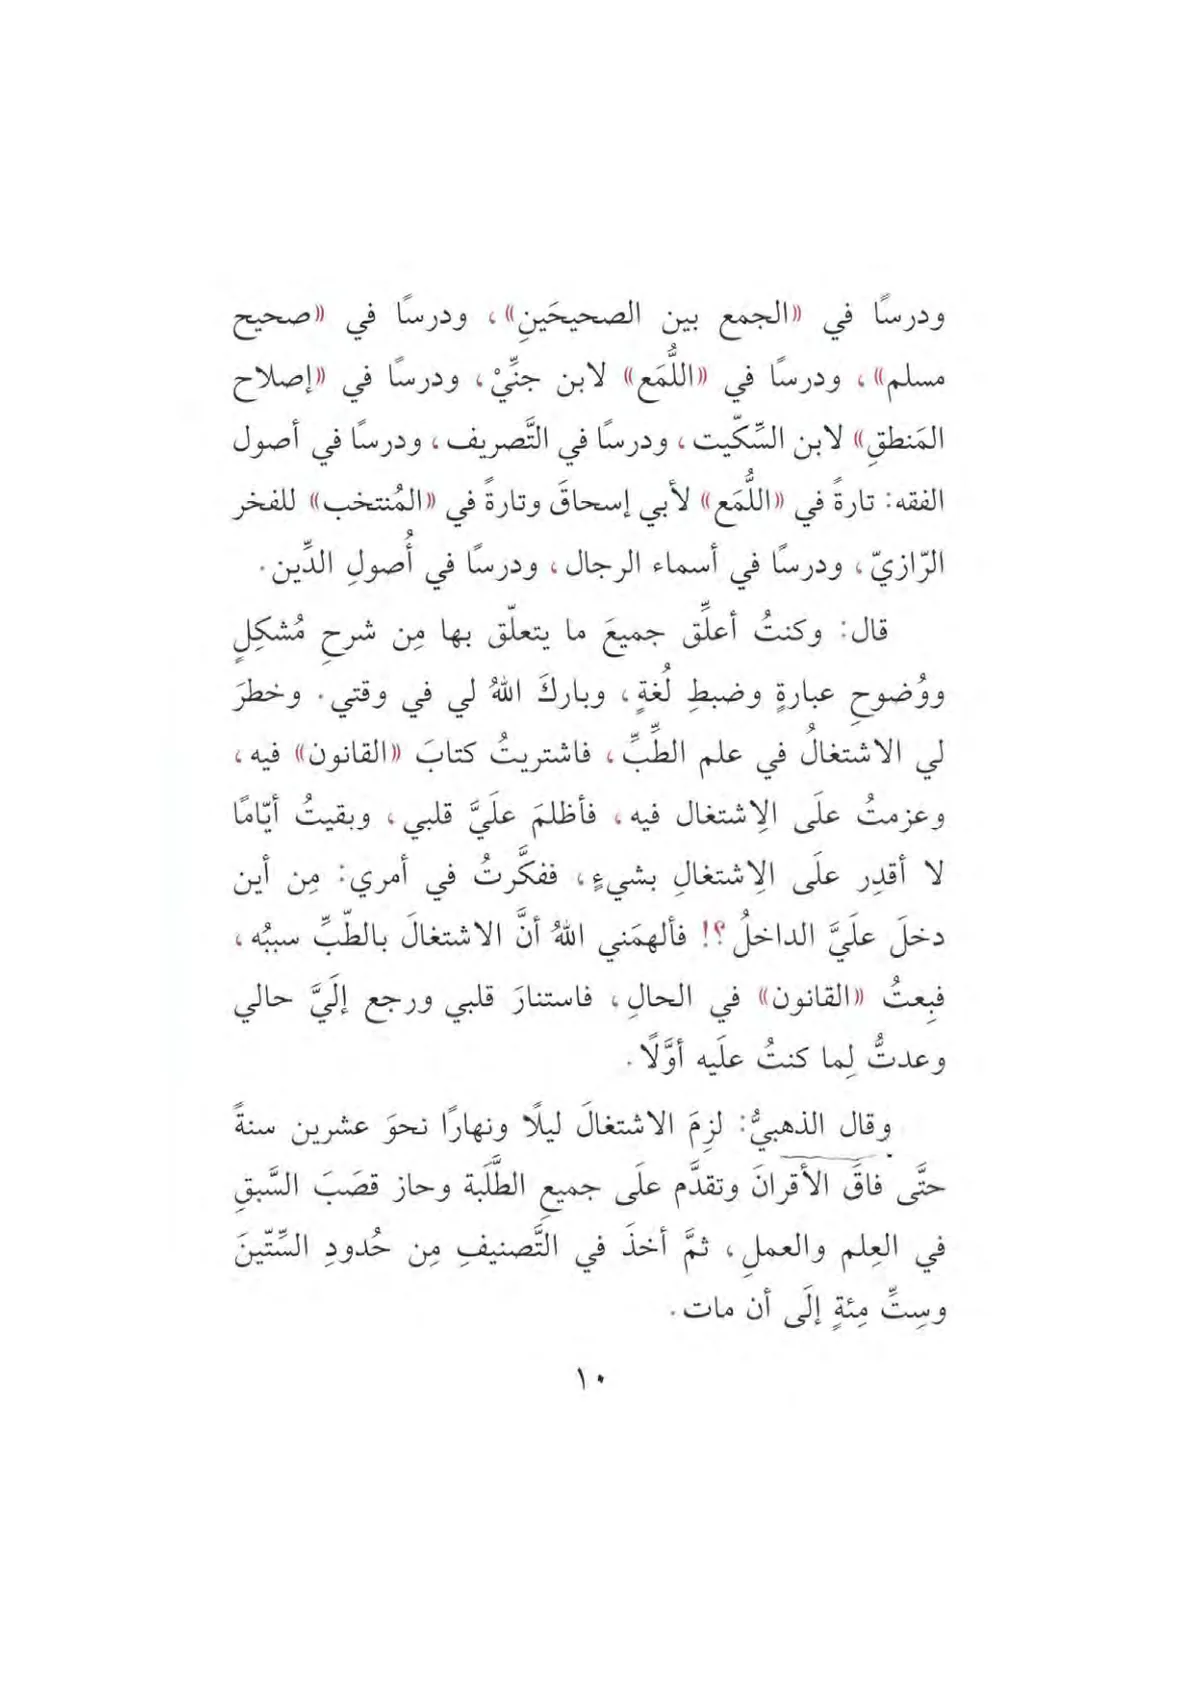 ودرسًا في «الجمع بين الصحيحَينِ»، ودرسًا في «صحيح
مسلم»، ودرسًا في «اللُّمَع» لابن جنِّيْ، ودرسًا في «إصلاح
المَنطقِ» لابن السِّكّيت، ودرسًا في التَّصريف، ودرسًا في أصول
الفقه: تارةً في «اللُّمَع» لأبي إسحاقَ وتارةً في «المُنتخب» للفخر
الرّازيّ، ودرسًا في أسماء الرجال، ودرسًا في أُصولِ الدِّين.
قال: وكنتُ أعلِّق جميعَ ما يتعلّق بها مِن شرحِ مُشكِلٍ
ووُضوحِ عبارةٍ وضبطِ لُغةٍ، وباركَ اللهُ لي في وقتي. وخطرَ
لي الاشتغالُ في علم الطِّبِّ، فاشتريتُ كتابَ «القانون» فيه،
وعزمتُ علَى الِاشتغال فيه، فأظلمَ علَيَّ قلبي، وبقيتُ أيّامًا
لا أقدِر علَى الِاشتغالِ بشيءٍ، ففكَّرتُ في أمري: مِن أين
دخلَ علَيَّ الداخلُ؟! فألهمَني اللهُ أنَّ الاشتغالَ بالطّبِّ سببُه،
فبِعتُ «القانون» في الحالِ، فاستنارَ قلبي ورجع إلَيَّ حالي
وعدتُّ لِما كنتُ علَيه أوَّلًا.
وقال الذهبيُّ: لزِمَ الاشتغالَ ليلًا ونهارًا نحوَ عشرين سنةً
حتَّى فاقَ الأقرانَ وتقدَّم علَى جميعِ الطَّلَبة وحاز قصَبَ السَّبقِ
في العِلم والعملِ، ثمَّ أخذَ في التَّصنيفِ مِن حُدودِ السِّتّينَ
وسِتِّ مِئةٍ إلَى أن مات.
١٠